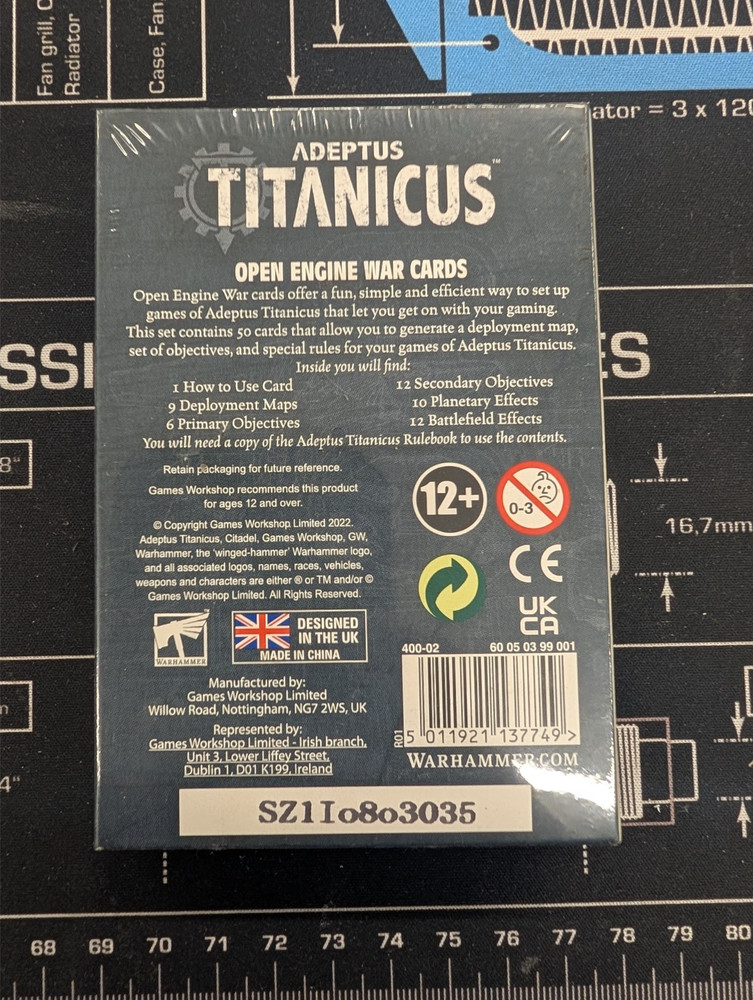 Fan grill, C
Radiator
Case, Fan,
ator = 3 x 120
ADEPTUS
TITANICUS™
OPEN ENGINE WAR CARDS
Open Engine War cards offer a fun, simple and efficient way to set up
games of Adeptus Titanicus that let you get on with your gaming.
This set contains 50 cards that allow you to generate a deployment map,
set of objectives, and special rules for your games of Adeptus Titanicus.
Inside you will find:
1 How to Use Card
9 Deployment Maps
6 Primary Objectives
12 Secondary Objectives
10 Planetary Effects
12 Battlefield Effects
You will need a copy of the Adeptus Titanicus Rulebook to use the contents.
Retain packaging for future reference.
Games Workshop recommends this product
for ages 12 and over.
© Copyright Games Workshop Limited 2022.
Adeptus Titanicus, Citadel, Games Workshop, GW,
Warhammer, the 'winged-hammer' Warhammer logo,
and all associated logos, names, races, vehicles,
weapons and characters are either ® or TM and/or ©
Games Workshop Limited. All Rights Reserved.
12+
0-3
CE
UK
CA
WARHAMMER
DESIGNED
IN THE UK
MADE IN CHINA
Manufactured by:
Games Workshop Limited
Willow Road, Nottingham, NG7 2WS, UK
Represented by:
Games Workshop Limited - Irish branch,
Unit 3, Lower Liffey Street,
Dublin 1, D01 K199, Ireland
400-02 60 05 03 99 001
R01
5 011921 137749 >
WARHAMMER.COM
SZ1Io8o3035
SSI
ES
8"
16,7mm
n
4"
68 69 70 71 72 73 74 75 76 77 78 79 80